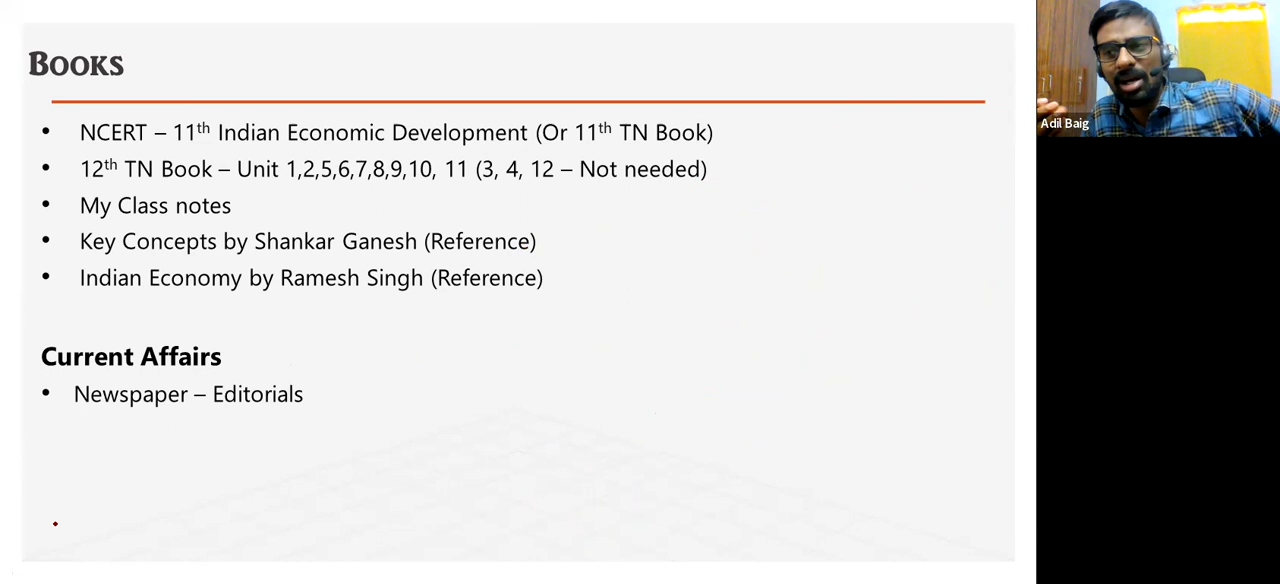 Books
• NCERT – 11th Indian Economic Development (Or 11th TN Book)
• 12th TN Book – Unit 1,2,5,6,7,8,9,10, 11 (3, 4, 12 – Not needed)
• My Class notes
• Key Concepts by Shankar Ganesh (Reference)
• Indian Economy by Ramesh Singh (Reference)
Current Affairs
• Newspaper – Editorials
Adil Baig